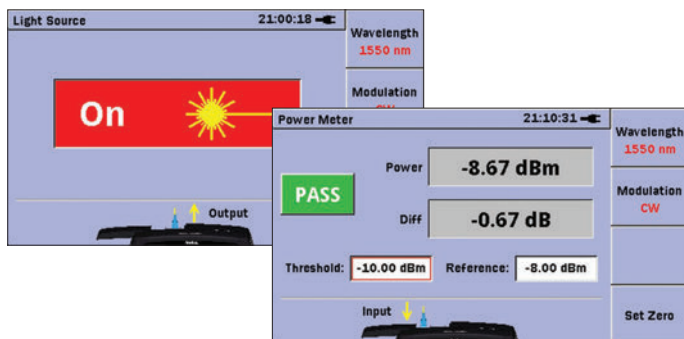 Light Source 21:00:18
Wavelength
1550 nm
Modulation
On
Output
Power Meter 21:10:31
Wavelength
1550 nm
Power -8.67 dBm
Modulation
CW
PASS
Diff -0.67 dB
Threshold: -10.00 dBm Reference: -8.00 dBm
Input
Set Zero